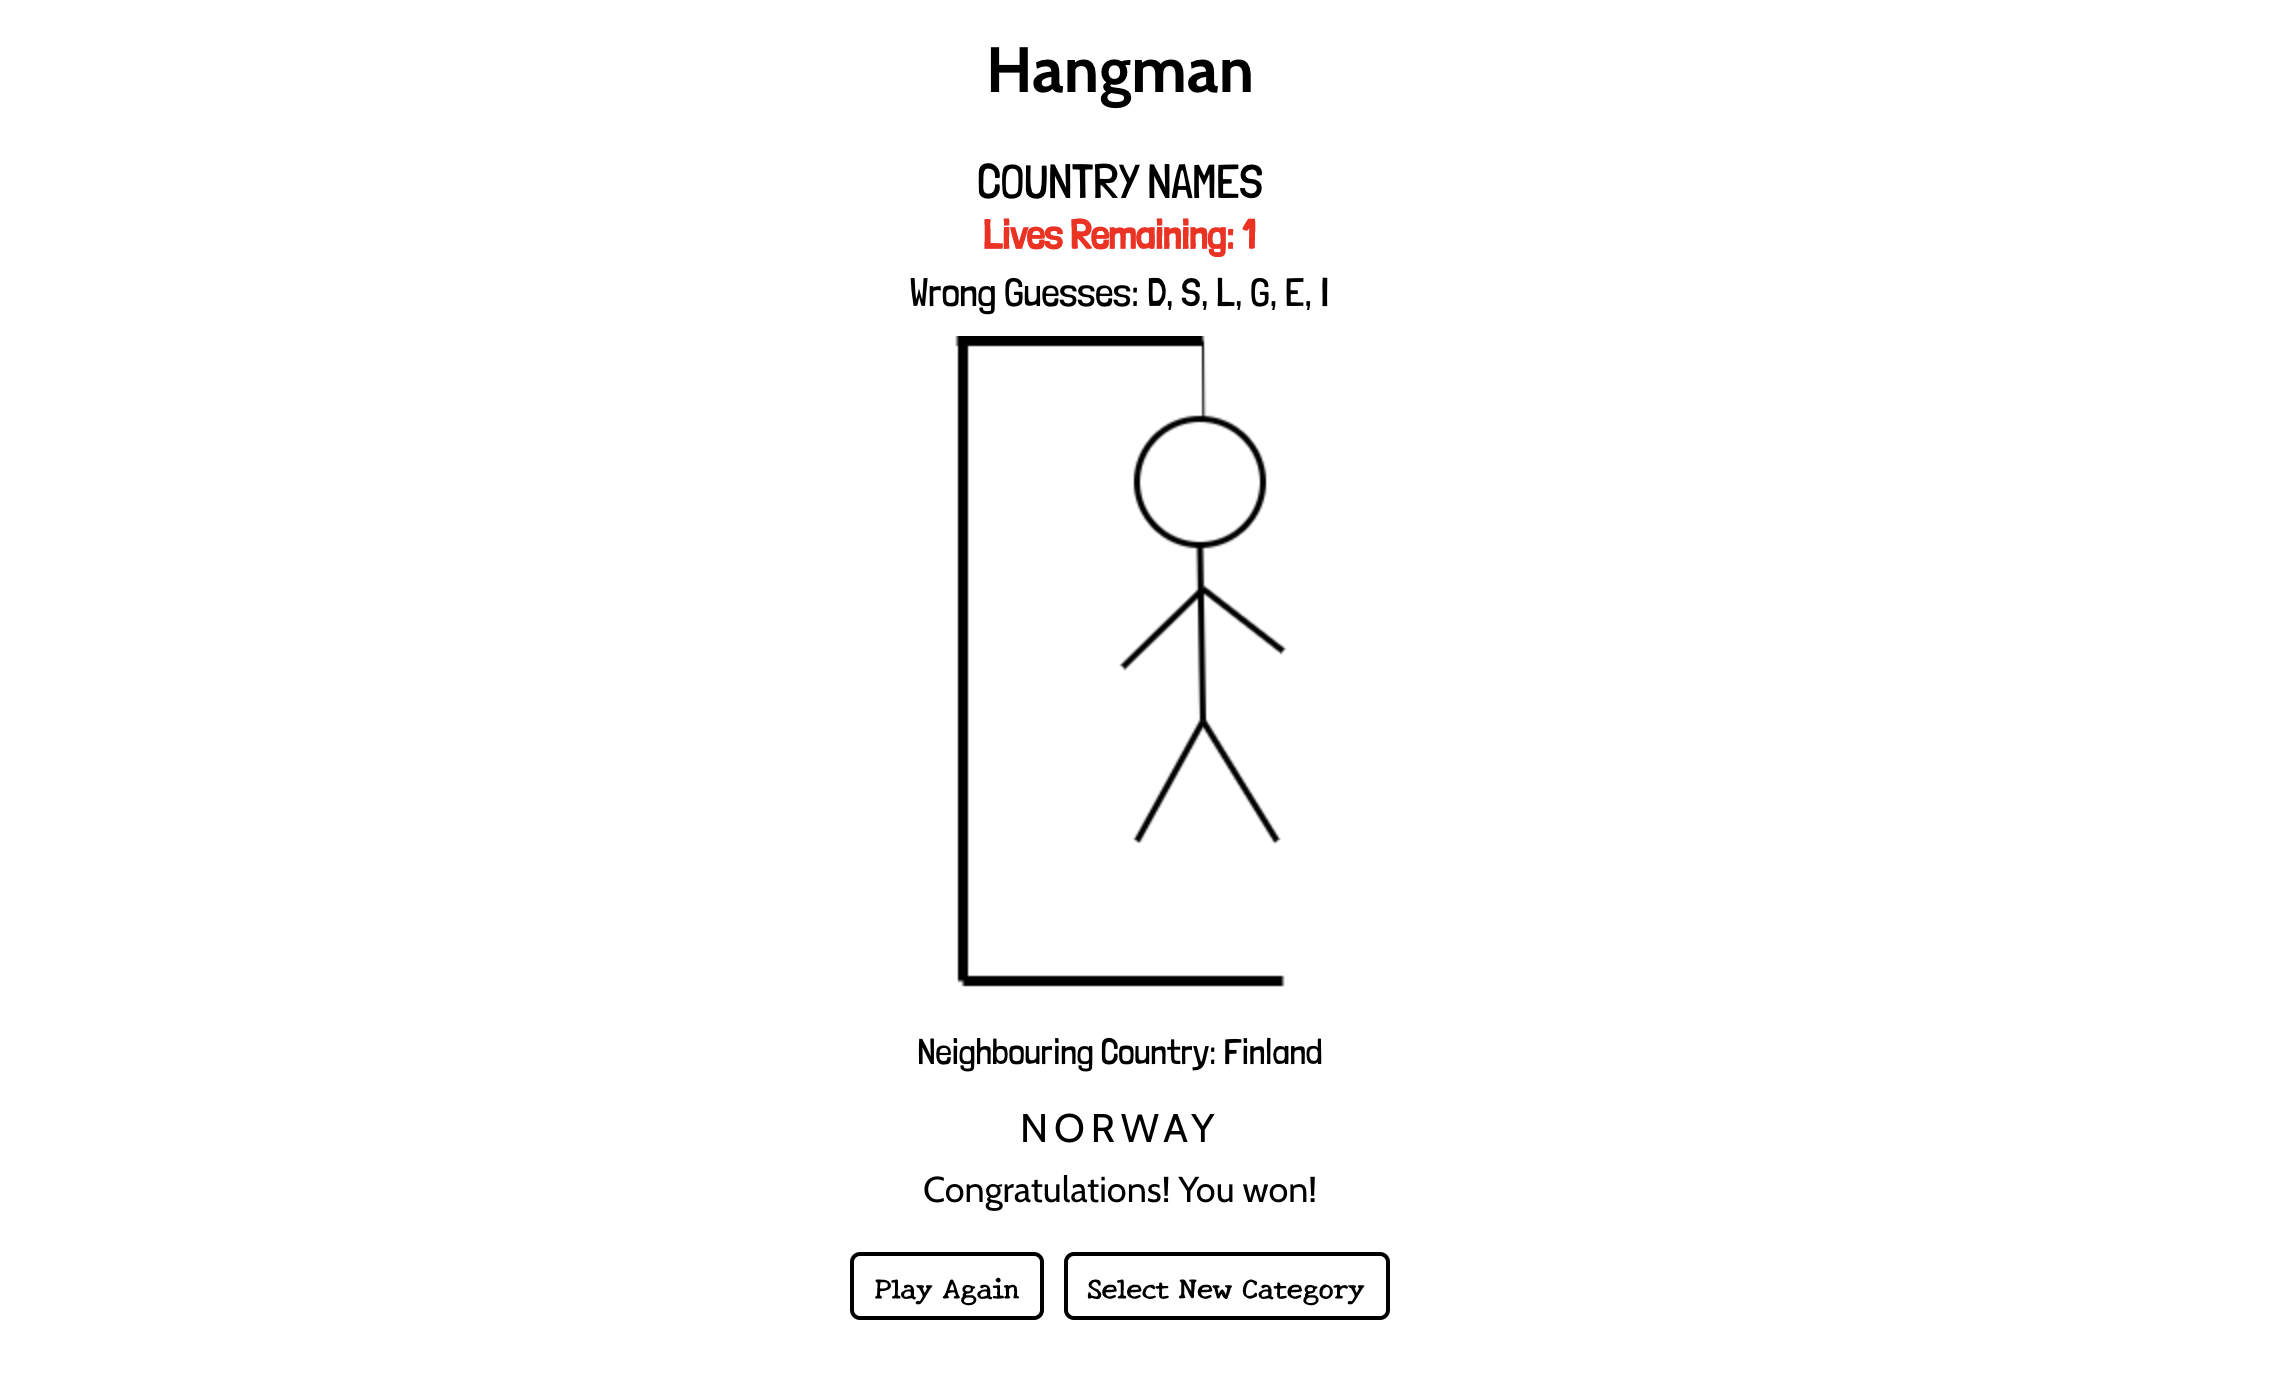 Hangman
COUNTRY NAMES
Lives Remaining: 1
Wrong Guesses: D, S, L, G, E, I
Neighbouring Country: Finland
NORWAY
Congratulations! You won!
Play Again Select New Category